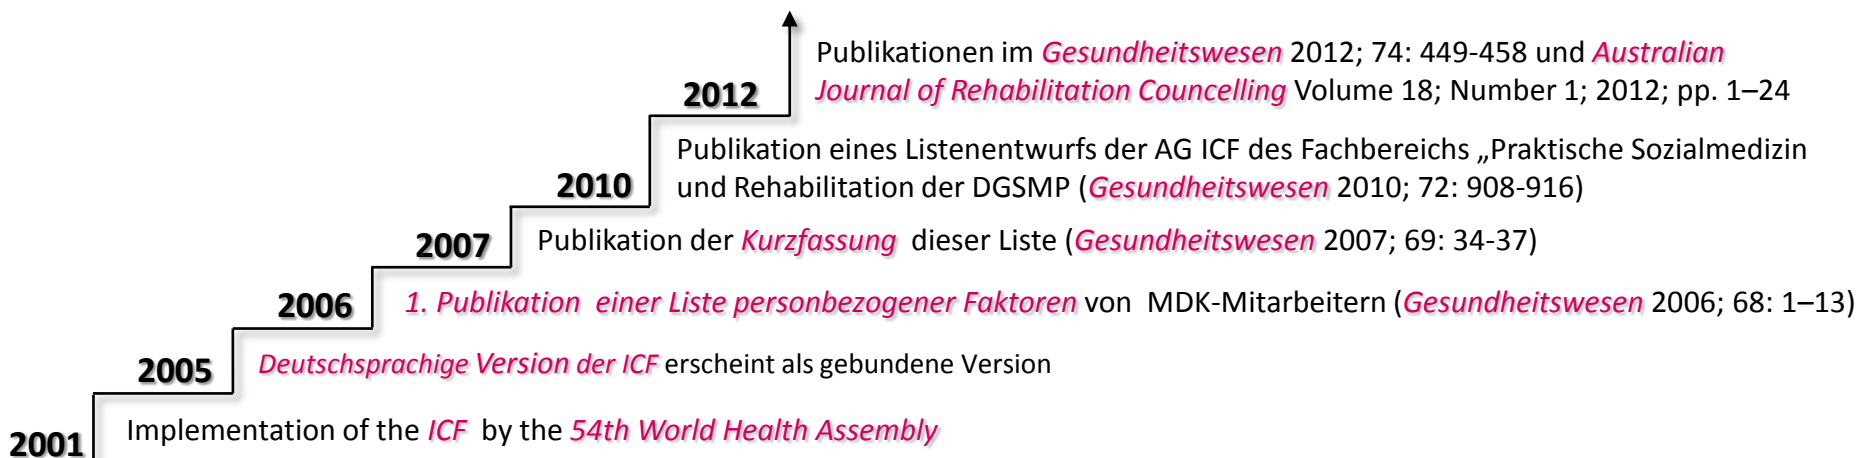 Publikationen im Gesundheitswesen 2012; 74: 449-458 und Australian
2012 Journal of Rehabilitation Councelling Volume 18; Number 1; 2012; pp. 1–24
Publikation eines Listenentwurfs der AG ICF des Fachbereichs „Praktische Sozialmedizin
2010 und Rehabilitation der DGSMP (Gesundheitswesen 2010; 72: 908-916)
2007 Publikation der Kurzfassung dieser Liste (Gesundheitswesen 2007; 69: 34-37)
2006 1. Publikation einer Liste personbezogener Faktoren von MDK-Mitarbeitern (Gesundheitswesen 2006; 68: 1–13)
2005 Deutschsprachige Version der ICF erscheint als gebundene Version
2001 Implementation of the ICF by the 54th World Health Assembly